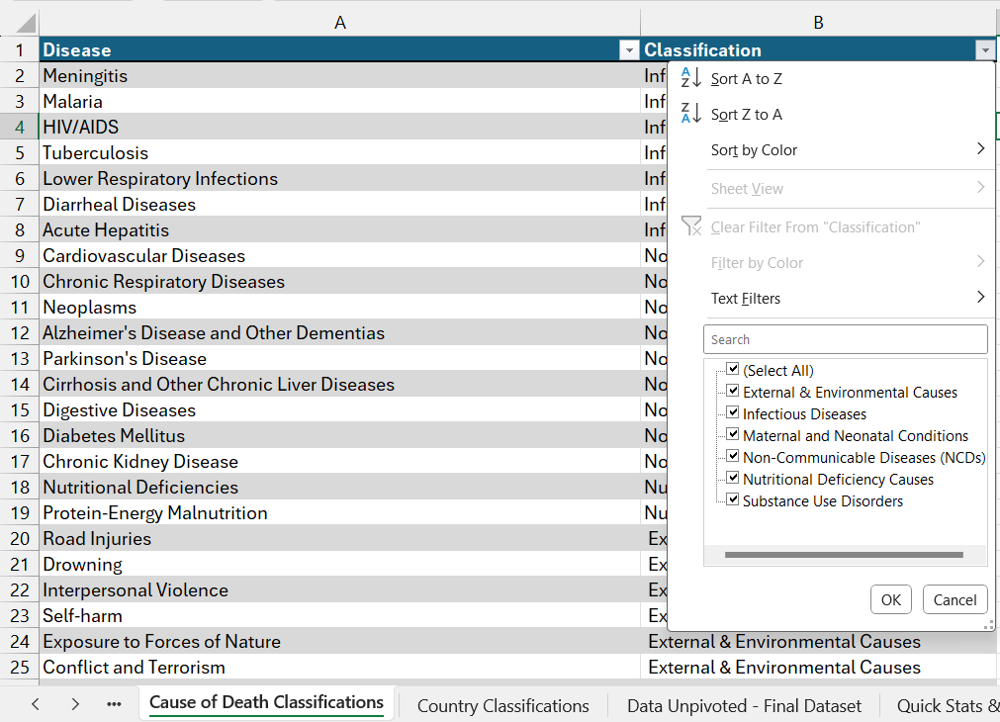 A B
1 Disease Classification
2 Meningitis Inf
3 Malaria Inf
4 HIV/AIDS Inf
5 Tuberculosis Inf
6 Lower Respiratory Infections Inf
7 Diarrheal Diseases Inf
8 Acute Hepatitis Inf
9 Cardiovascular Diseases No
10 Chronic Respiratory Diseases No
11 Neoplasms No
12 Alzheimer's Disease and Other Dementias No
13 Parkinson's Disease No
14 Cirrhosis and Other Chronic Liver Diseases No
15 Digestive Diseases No
16 Diabetes Mellitus No
17 Chronic Kidney Disease No
18 Nutritional Deficiencies Nu
19 Protein-Energy Malnutrition Nu
20 Road Injuries Ex
21 Drowning Ex
22 Interpersonal Violence Ex
23 Self-harm Ex
24 Exposure to Forces of Nature External & Environmental Causes
25 Conflict and Terrorism External & Environmental Causes
Sort A to Z
Sort Z to A
Sort by Color
Sheet View
Clear Filter From "Classification"
Filter by Color
Text Filters
Search
(Select All)
External & Environmental Causes
Infectious Diseases
Maternal and Neonatal Conditions
Non-Communicable Diseases (NCDs)
Nutritional Deficiency Causes
Substance Use Disorders
OK Cancel
Cause of Death Classifications Country Classifications Data Unpivoted - Final Dataset Quick Stats &